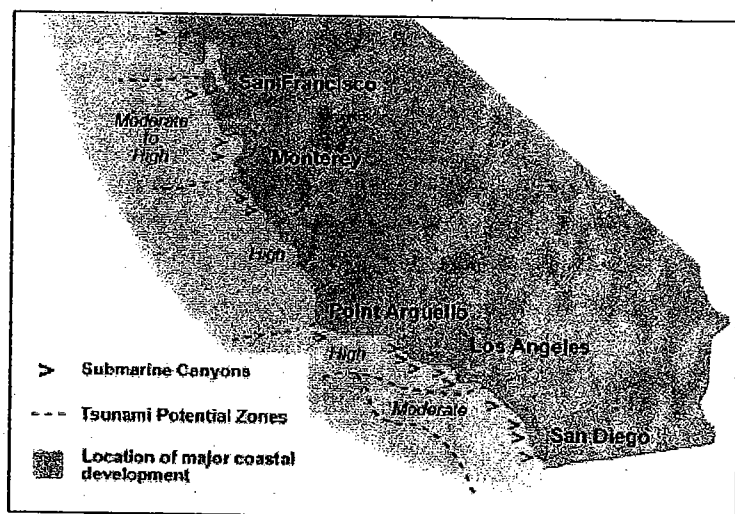 San Francisco
Moderate
to
High
Monterey
High
Point Arguello
High
Los Angeles
Moderate
San Diego
> Submarine Canyons
--- Tsunami Potential Zones
Location of major coastal
development